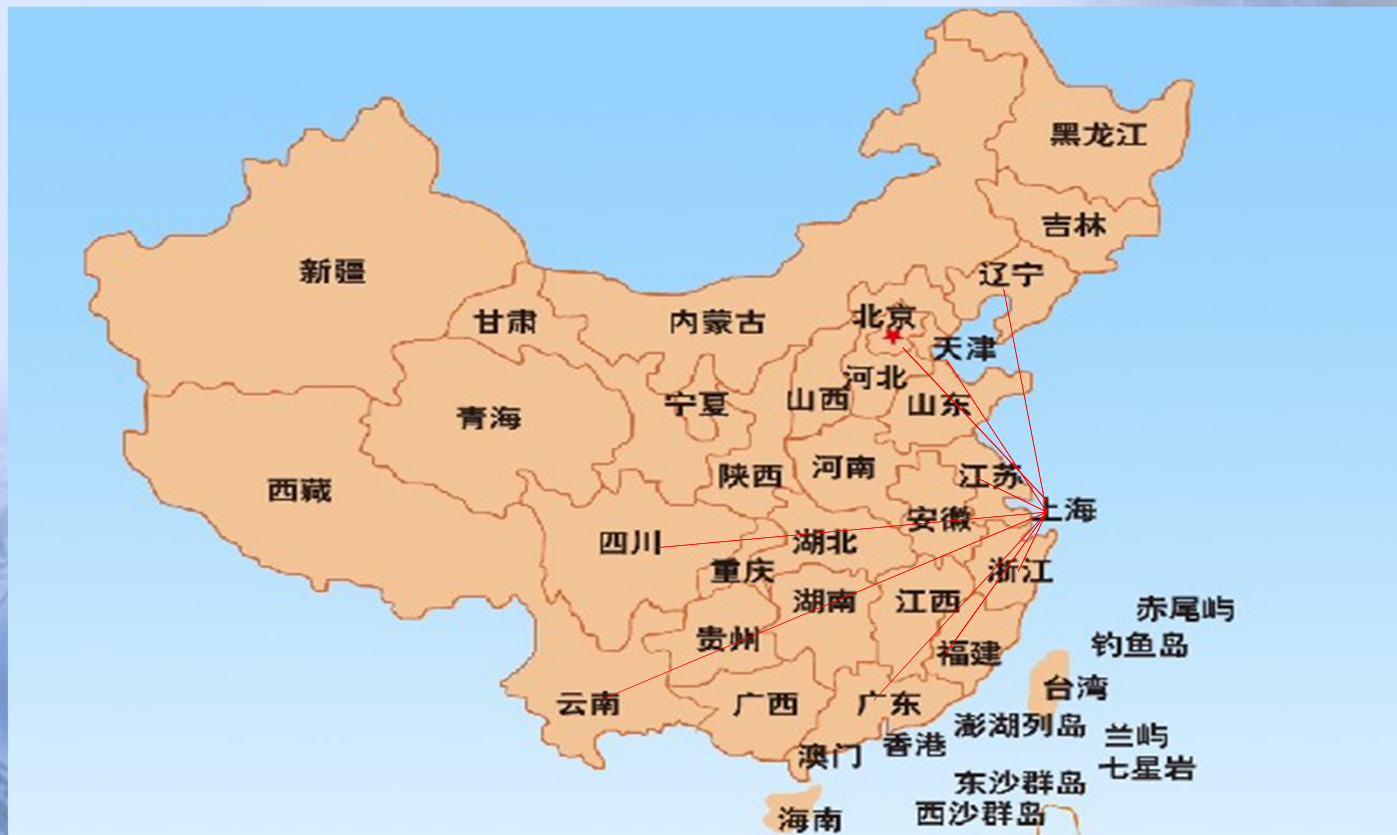 黑龙江
吉林
新疆
辽宁
甘肃
内蒙古
北京
天津
河北
宁夏
山西
山东
青海
陕西
河南
江苏
西藏
上海
安徽
四川
湖北
重庆
浙江
湖南
江西
赤尾屿
贵州
钓鱼岛
福建
台湾
云南
广西
广东
澎湖列岛
兰屿
香港
澳门
七星岩
东沙群岛
西沙群岛
海南